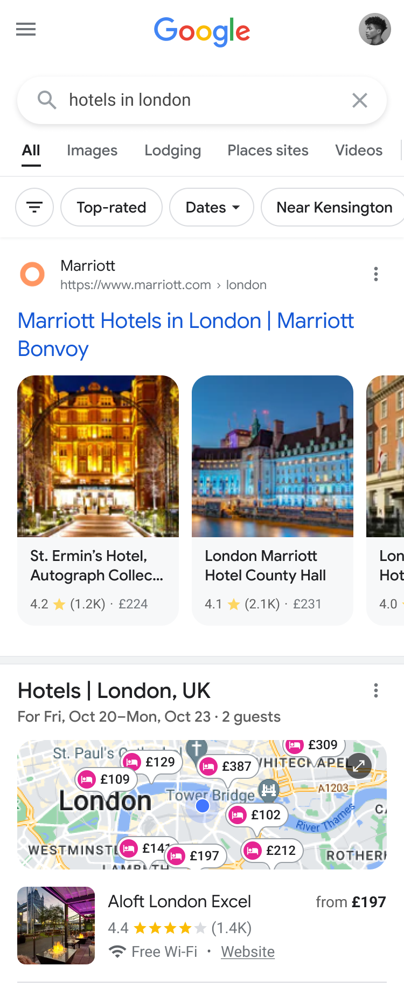 Google
hotels in london
All Images Lodging Places sites Videos
Top-rated Dates Near Kensington
Marriott
https://www.marriott.com › london
Marriott Hotels in London | Marriott
Bonvoy
St. Ermin’s Hotel,
Autograph Collec...
4.2 (1.2K) · £224
London Marriott
Hotel County Hall
4.1 (2.1K) · £231
Lon
Hot
4.0
Hotels | London, UK
For Fri, Oct 20–Mon, Oct 23 · 2 guests
£309
St. Paul's
£129
£387
WHITECHAPEL
£109
A1203
London
Tower Bridge
£102
River Thames
WESTMINST
£141
£197
£212
ROTHERH
LAMBETH
Aloft London Excel
from £197
4.4 (1.4K)
Free Wi-Fi • Website